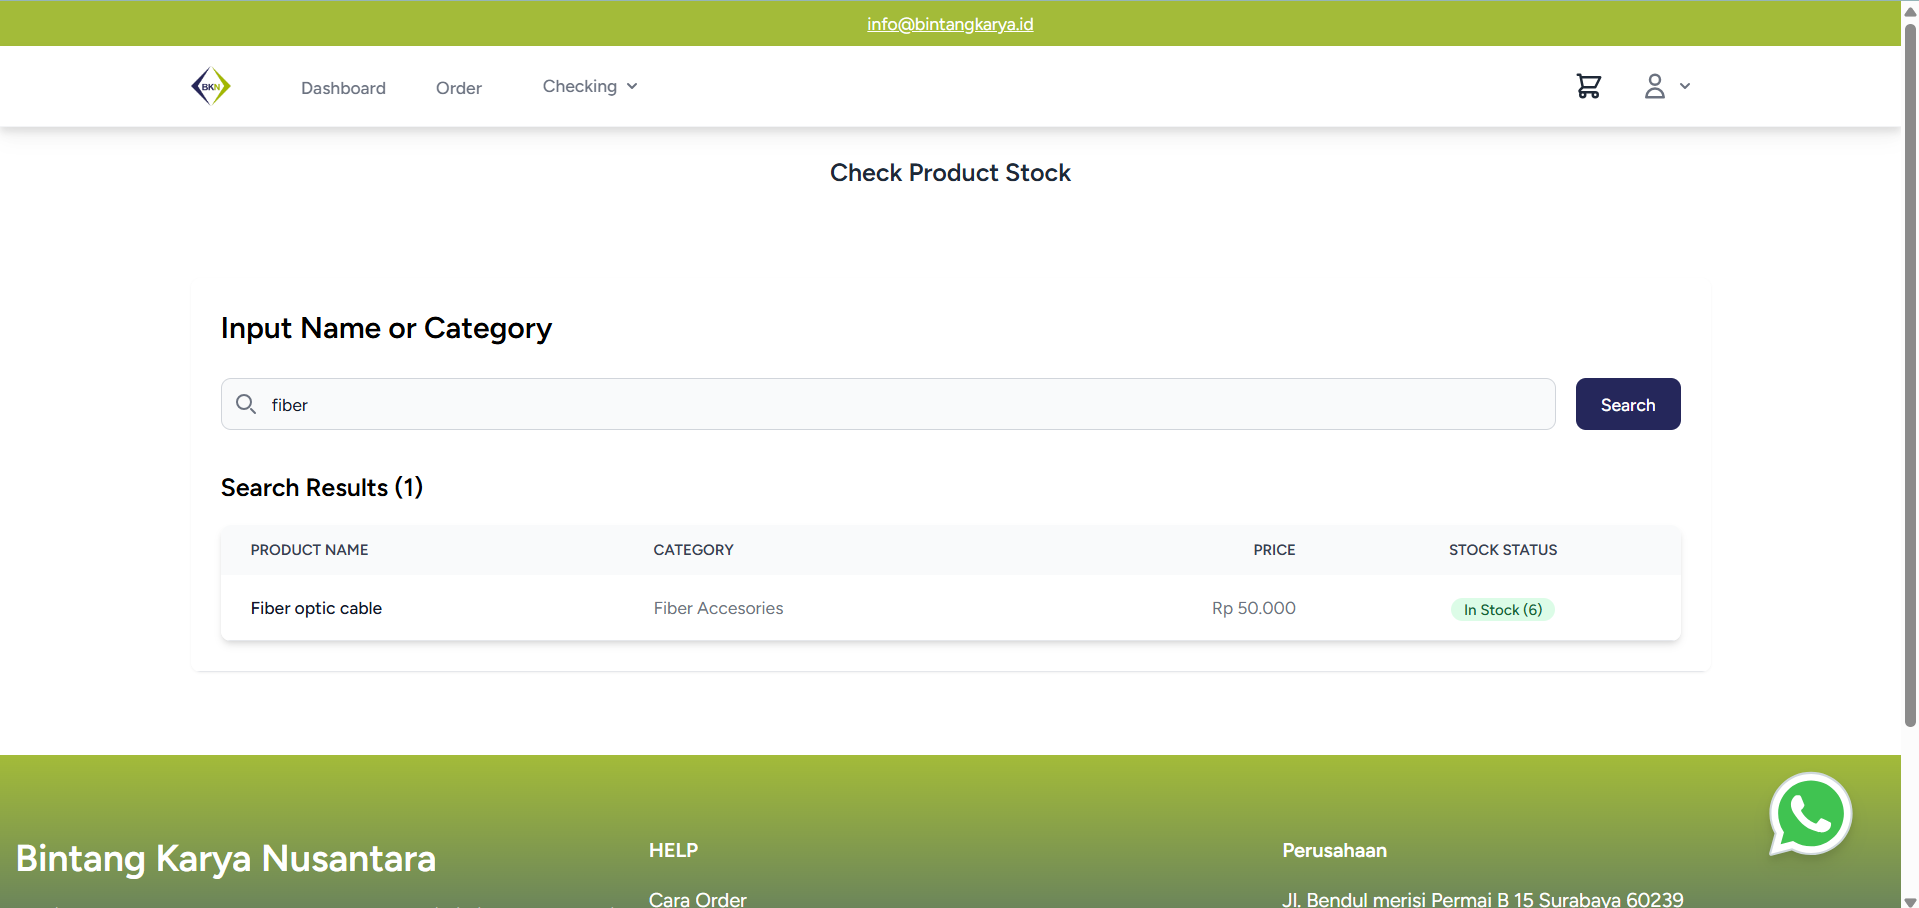 info@bintangkarya.id
BKN
Dashboard
Order
Checking
Check Product Stock
Input Name or Category
fiber
Search
Search Results (1)
PRODUCT NAME
CATEGORY
PRICE
STOCK STATUS
Fiber optic cable
Fiber Accesories
Rp 50.000
In Stock (6)
Bintang Karya Nusantara
HELP
Cara Order
Perusahaan
Jl. Bendul merisi Permai B 15 Surabaya 60239